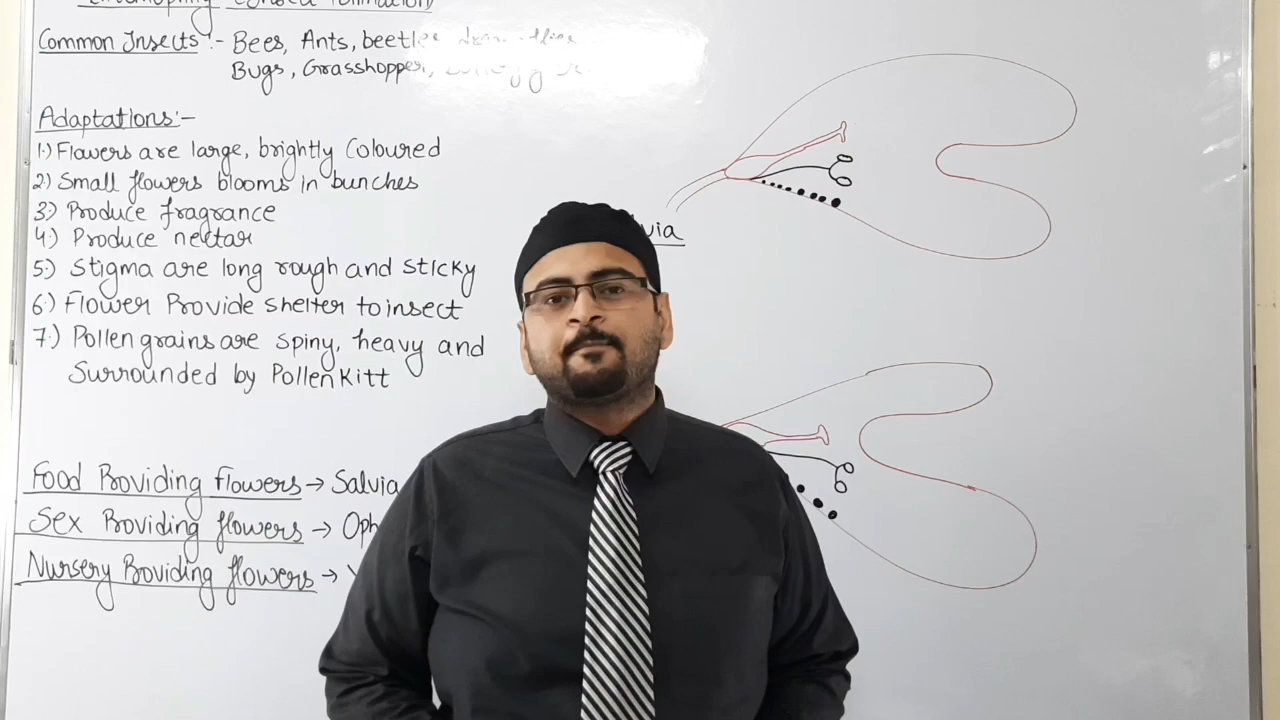 Common Insects :- Bees, Ants, beetles,
Bugs, Grasshopper,
Adaptations:-
1.) Flowers are large, brightly Coloured
2.) Small flowers blooms in bunches
3.) Produce fragrance
4.) Produce nectar
5.) Stigma are long rough and sticky
6.) Flower Provide shelter to insect
7.) Pollen grains are spiny, heavy and
Surrounded by Pollen Kitt
via
Food Providing flowers → Salvia
Sex Providing flowers → Oph
Nursery Providing flowers →